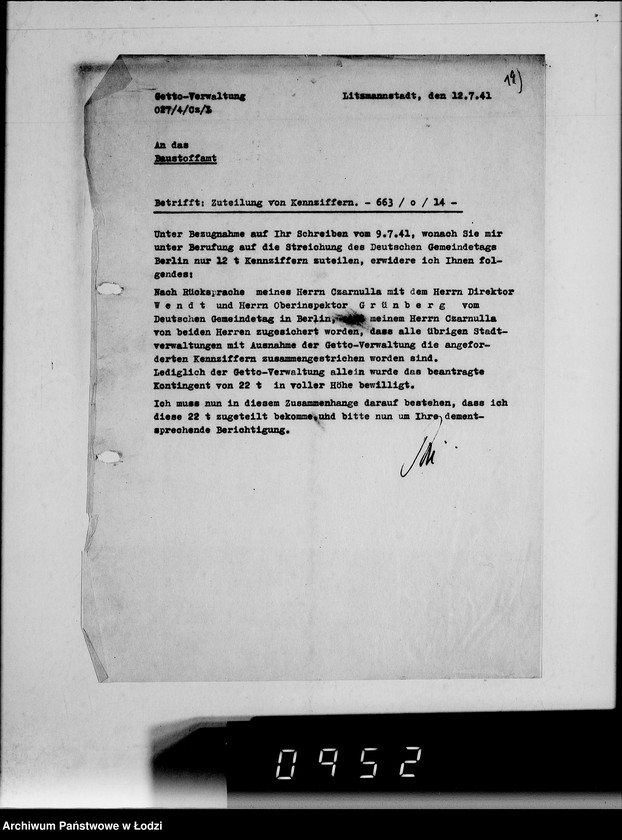 19)
Getto-Verwaltung Litzmannstadt, den 12.7.41
027/4/Cs/
An das
Baustoffamt
Betrifft: Zuteilung von Kennziffern. - 663 / o / 14 -
Unter Bezugnahme auf Ihr Schreiben vom 9.7.41, wonach Sie mir
unter Berufung auf die Streichung des Deutschen Gemeindetags
Berlin nur 12 t Kennziffern zuteilen, erwidere ich Ihnen fol-
gendes:
Nach Rücksprache meines Herrn Czarnulla mit dem Herrn Direktor
W e n d t und Herrn Oberinspektor G r ü n b e r g vom
Deutschen Gemeindetag in Berlin, meinem Herrn Czarnulla
von beiden Herren zugesichert worden, dass alle übrigen Stadt-
verwaltungen mit Ausnahme der Getto-Verwaltung die angefor-
derten Kennziffern zusammengestrichen worden sind.
Lediglich der Getto-Verwaltung allein wurde das beantragte
Kontingent von 22 t in voller Höhe bewilligt.
Ich muss nun in diesem Zusammenhange darauf bestehen, dass ich
diese 22 t zugeteilt bekomme, und bitte nun um Ihre dement-
sprechende Berichtigung.
0952
Archiwum Państwowe w Łodzi